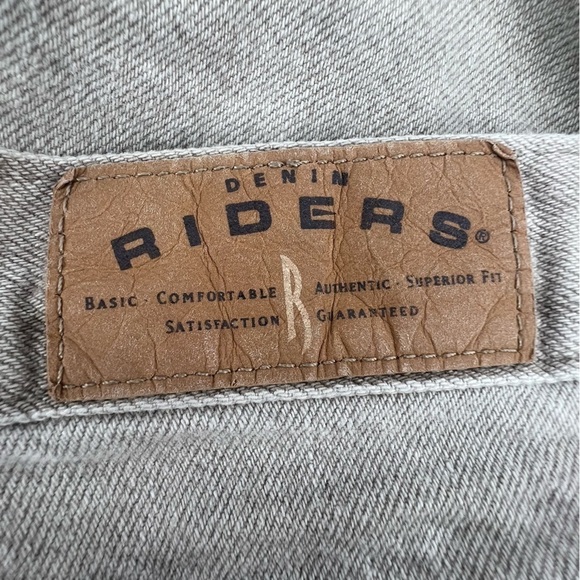 DENIM
RIDERS®
BASIC · COMFORTABLE R AUTHENTIC · SUPERIOR FIT
SATISFACTION GUARANTEED